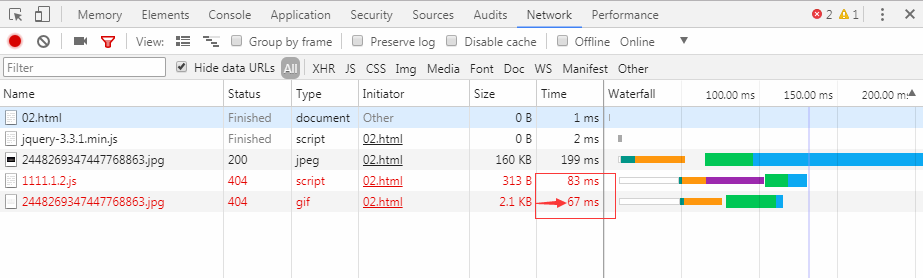 Elements Console Application Security Sources Audits Network Performance 2 1
View: Group by frame Preserve log Disable cache Offline Online
Filter Hide data URLs All XHR JS CSS Img Media Font Doc WS Manifest Other
Name Status Type Initiator Size Time Waterfall 100.00 ms 150.00 ms 200.00 ms
02.html Finished document Other 0 B 1 ms
jquery-3.3.1.min.js Finished script 02.html 0 B 2 ms
2448269347447768863.jpg 200 jpeg 02.html 160 KB 199 ms
1111.1.2.js 404 script 02.html 313 B 83 ms
2448269347447768863.jpg 404 gif 02.html 2.1 KB 67 ms